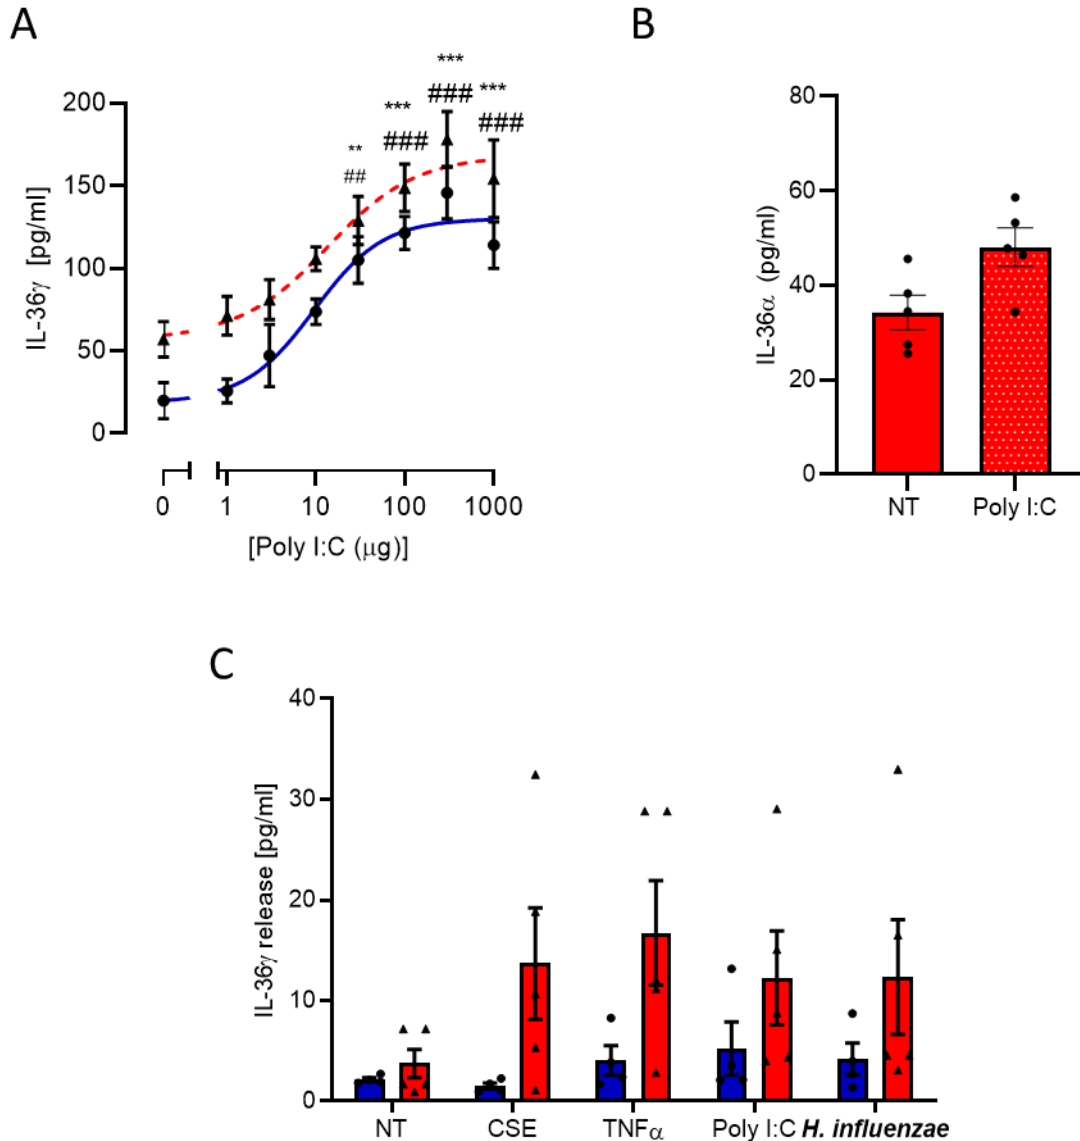 A
B
***
***
***
###
###
###
**
##
200
150
100
50
0
IL-36γ [pg/ml]
0
1
10
100
1000
[Poly I:C (μg)]
80
60
40
20
0
IL-36α (pg/ml)
NT
Poly I:C
C
40
30
20
10
0
IL-36γ release [pg/ml]
NT
CSE
TNFα
Poly I:C
H. influenzae